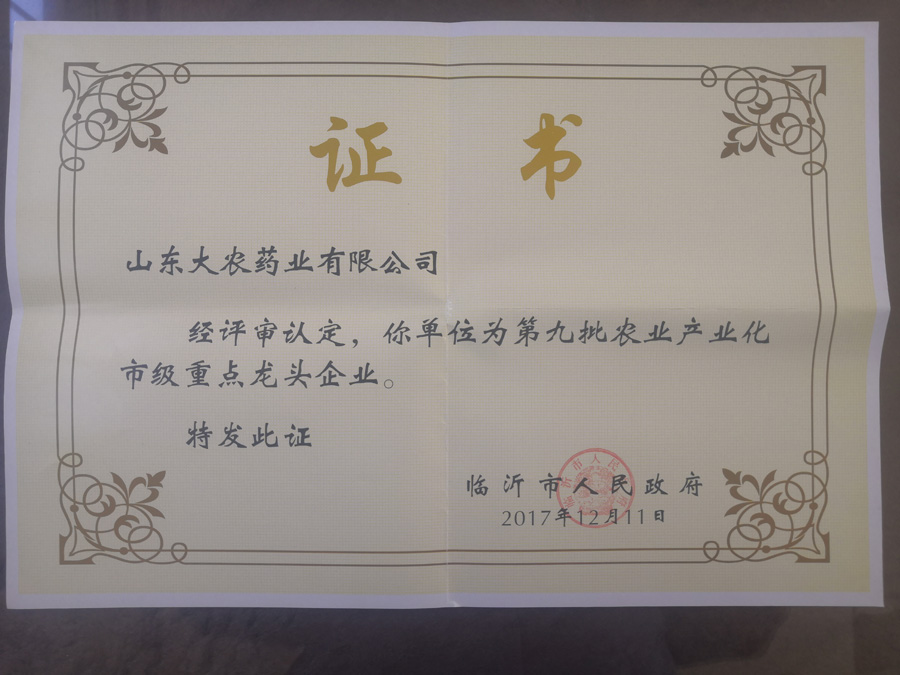 证书
山东大农药业有限公司
经评审认定，你单位为第九批农业产业化
市级重点龙头企业。
特发此证
临沂市人民政府
2017年12月11日